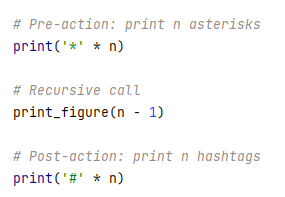 # Pre-action: print n asterisks
print('*' * n)

# Recursive call
print_figure(n - 1)

# Post-action: print n hashtags
print('#' * n)